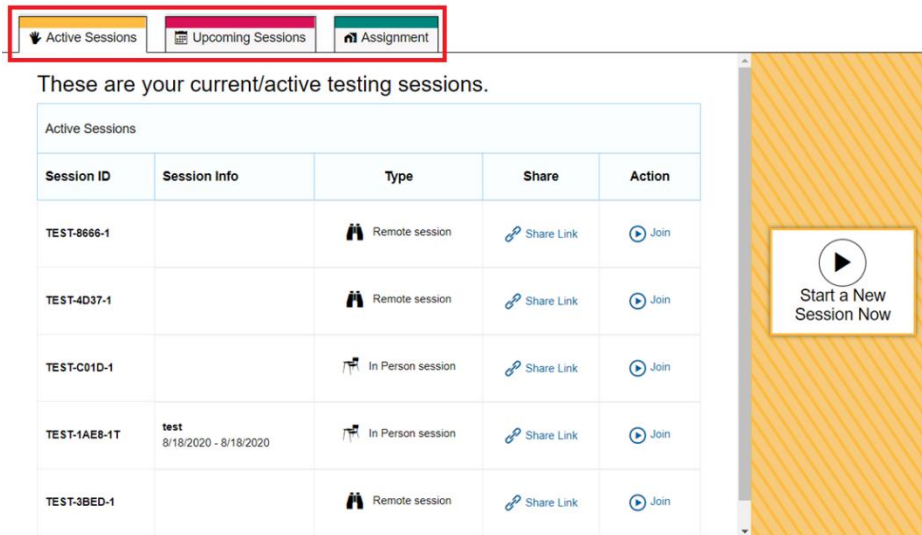 Active Sessions
Upcoming Sessions
Assignment
These are your current/active testing sessions.
Active Sessions
Session ID Session Info Type Share Action
TEST-8666-1 Remote session Share Link Join
TEST-4D37-1 Remote session Share Link Join
TEST-C01D-1 In Person session Share Link Join
TEST-1AE8-1T test In Person session Share Link Join
8/18/2020 - 8/18/2020
TEST-3BED-1 Remote session Share Link Join
Start a New
Session Now